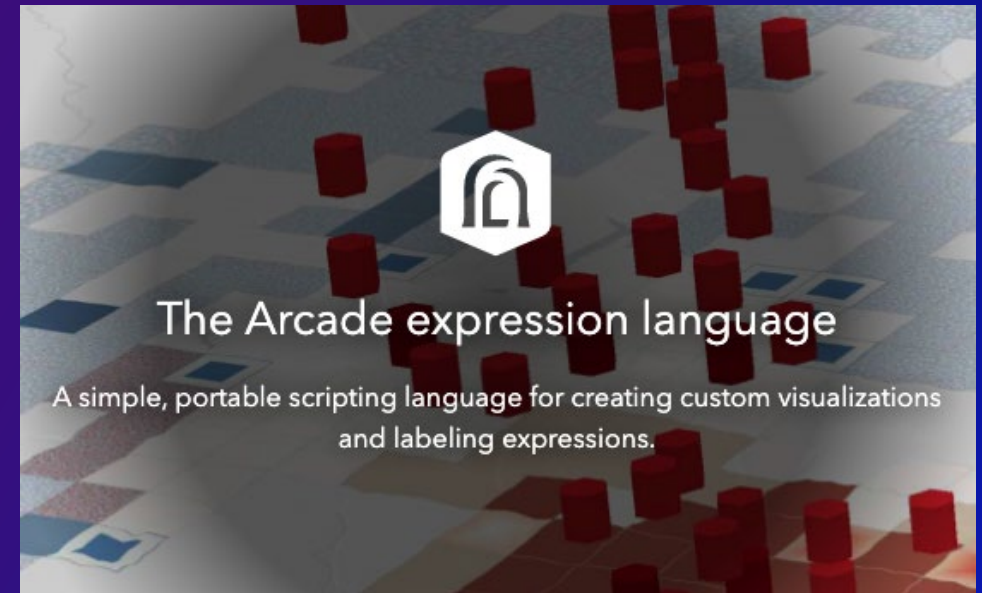 The Arcade expression language
A simple, portable scripting language for creating custom visualizations
and labeling expressions.